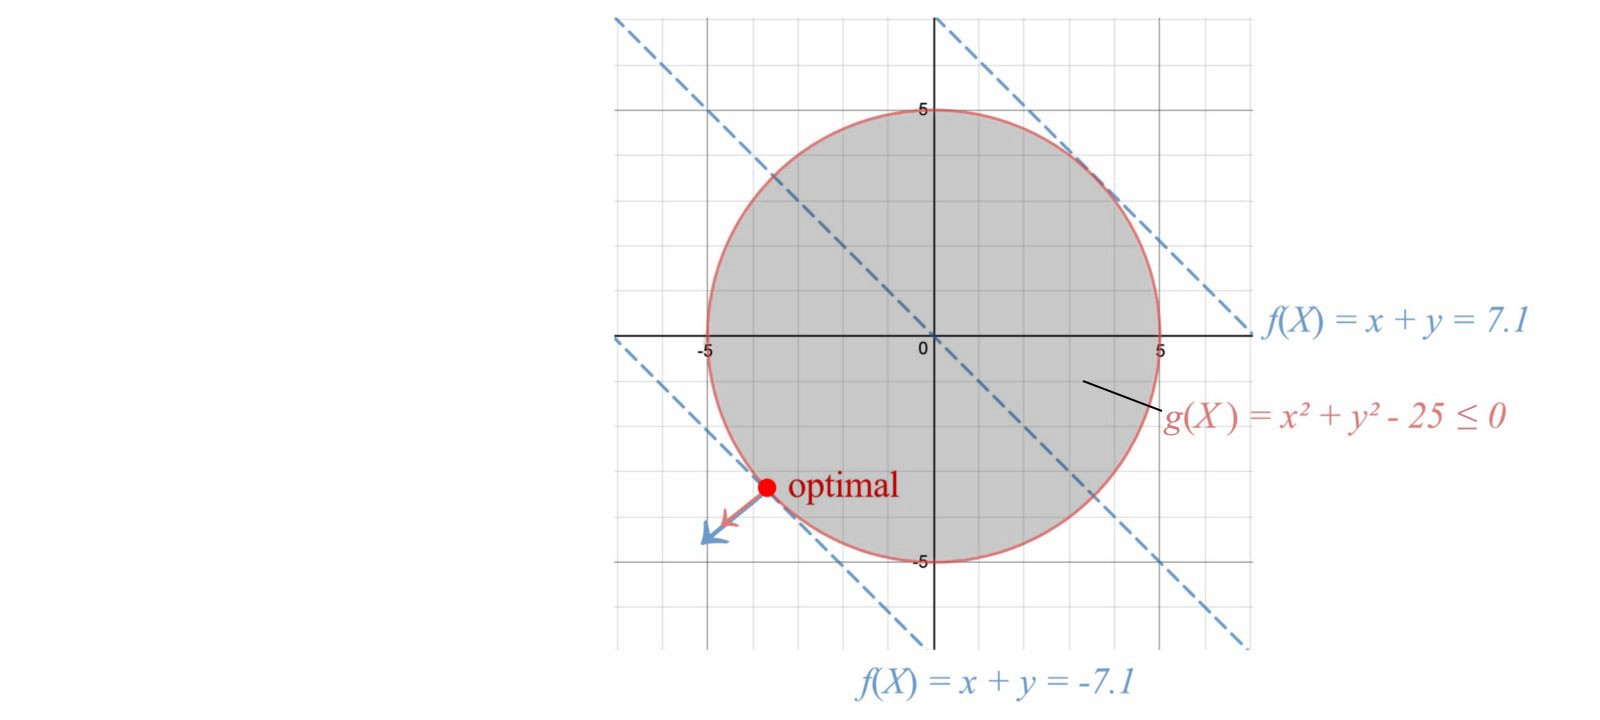 5
f(X) = x + y = 7.1
-5
0
5
g(X) = x² + y² - 25 ≤ 0
optimal
-5
f(X) = x + y = -7.1